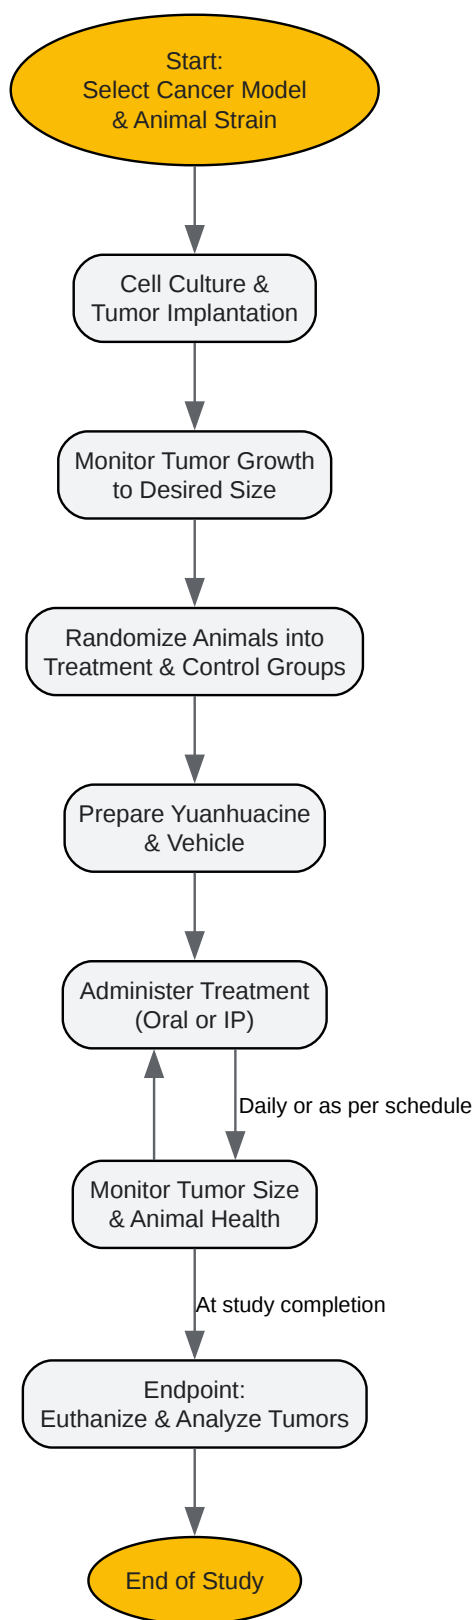 Start:
Select Cancer Model
& Animal Strain
Cell Culture &
Tumor Implantation
Monitor Tumor Growth
to Desired Size
Randomize Animals into
Treatment & Control Groups
Prepare Yuanhuacine
& Vehicle
Administer Treatment
(Oral or IP)
Daily or as per schedule
Monitor Tumor Size
& Animal Health
At study completion
Endpoint:
Euthanize & Analyze Tumors
End of Study